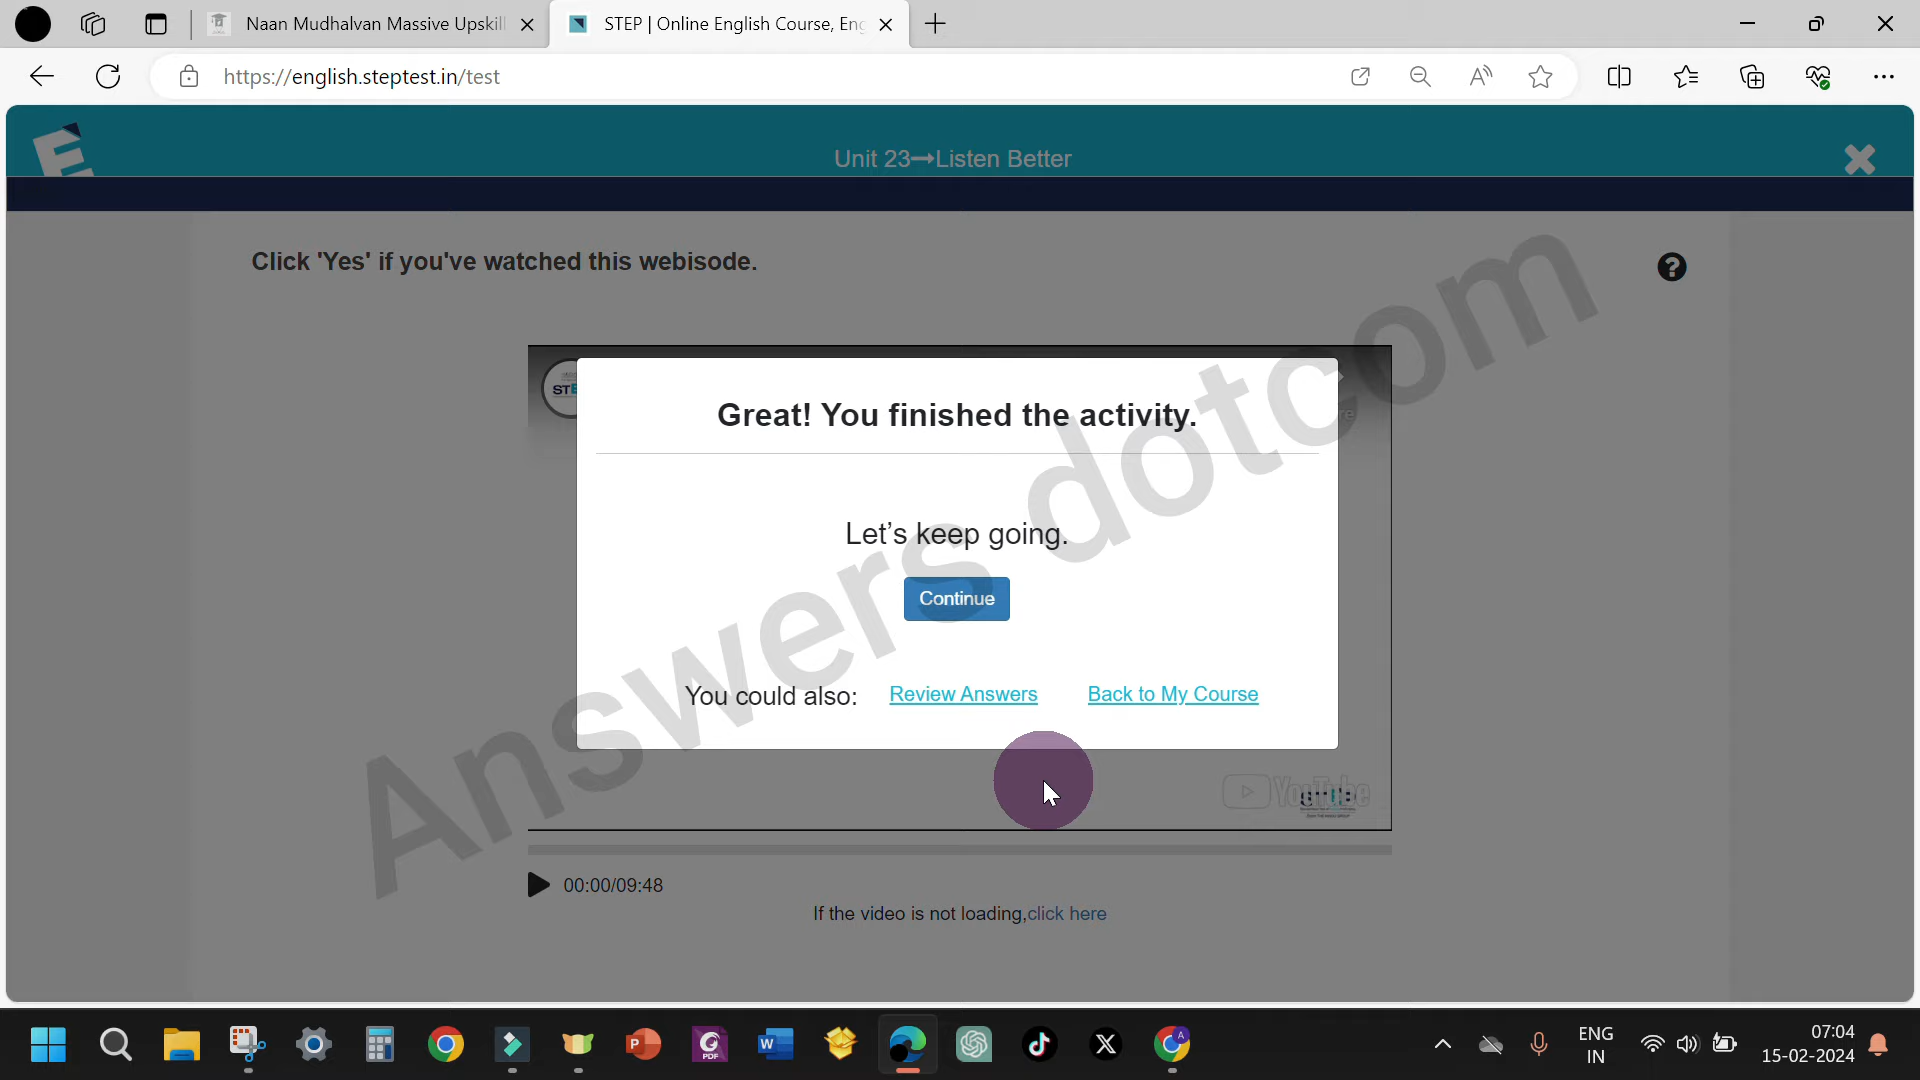 Naan Mudhalvan Massive Upskill
STEP | Online English Course, Eng
https://english.steptest.in/test
Unit 23→Listen Better
Click 'Yes' if you've watched this webisode.
Great! You finished the activity.
Let’s keep going.
Continue
You could also: Review Answers Back to My Course
YouTube
00:00/09:48
If the video is not loading,click here
Answers dotcom
ENG
IN
07:04
15-02-2024